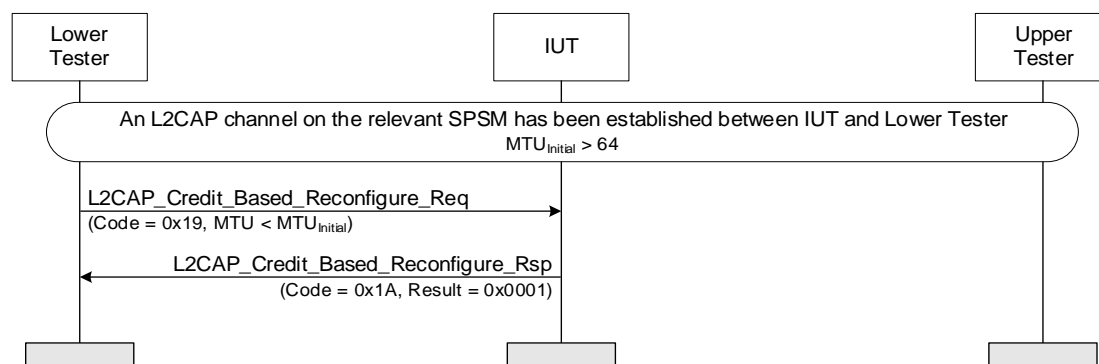 Lower
Tester
IUT
Upper
Tester
An L2CAP channel on the relevant SPSM has been established between IUT and Lower Tester
MTUInitial > 64
L2CAP_Credit_Based_Reconfigure_Req
(Code = 0x19, MTU < MTUInitial)
L2CAP_Credit_Based_Reconfigure_Rsp
(Code = 0x1A, Result = 0x0001)